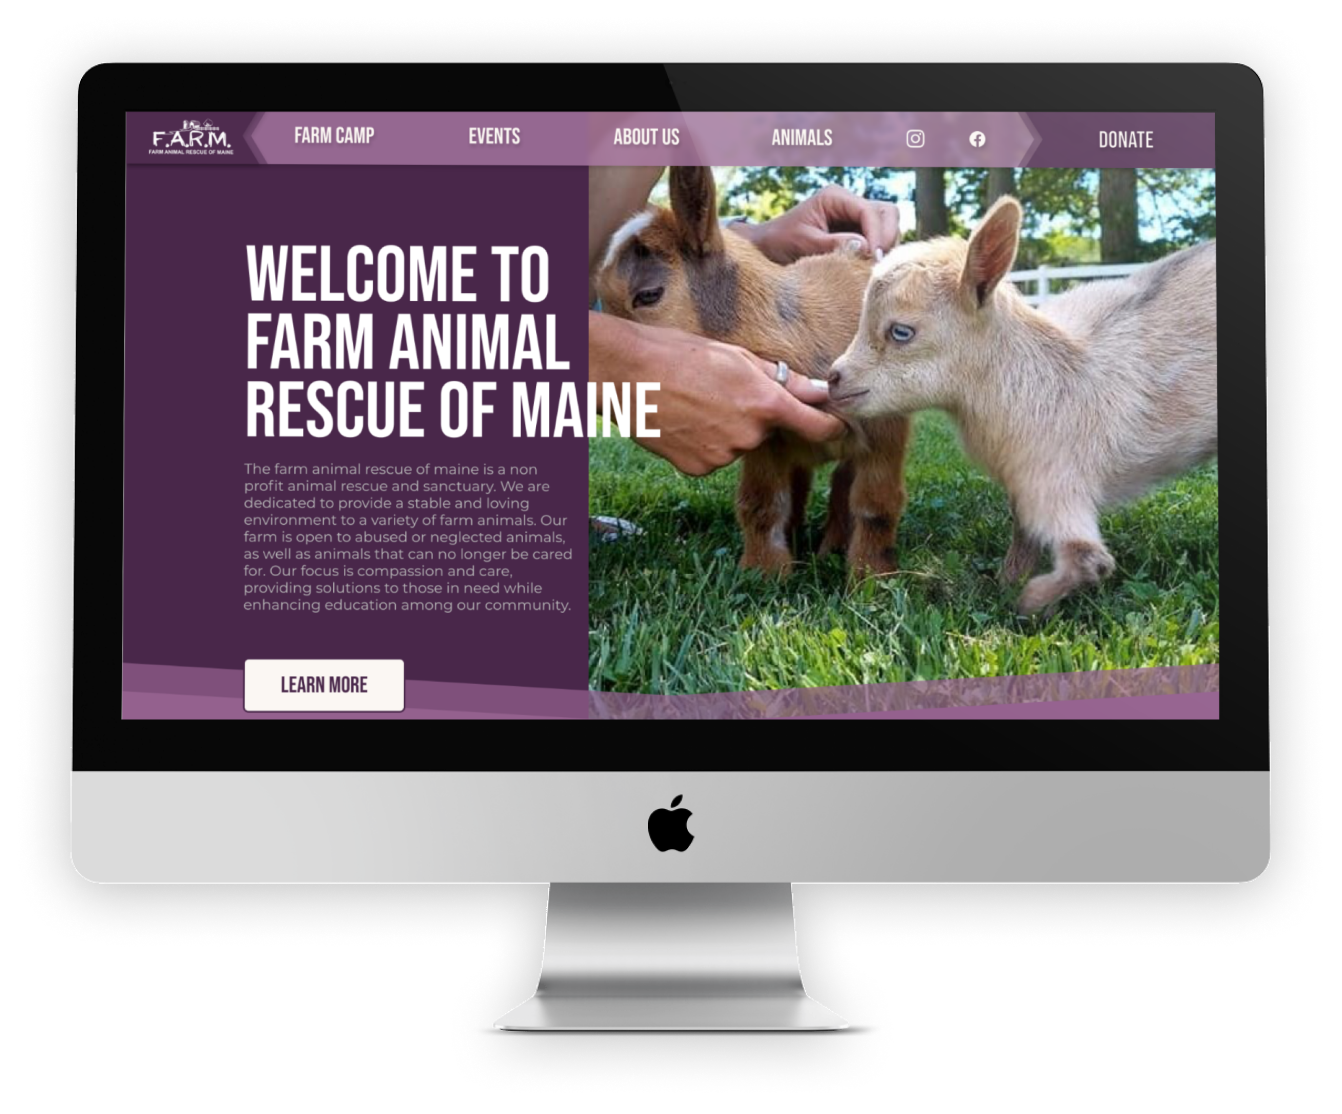 F.A.R.M.
FARM ANIMAL RESCUE OF MAINE
FARM CAMP
EVENTS
ABOUT US
ANIMALS
DONATE
WELCOME TO
FARM ANIMAL
RESCUE OF MAINE
The farm animal rescue of maine is a non
profit animal rescue and sanctuary. We are
dedicated to provide a stable and loving
environment to a variety of farm animals. Our
farm is open to abused or neglected animals,
as well as animals that can no longer be cared
for. Our focus is compassion and care,
providing solutions to those in need while
enhancing education among our community.
LEARN MORE